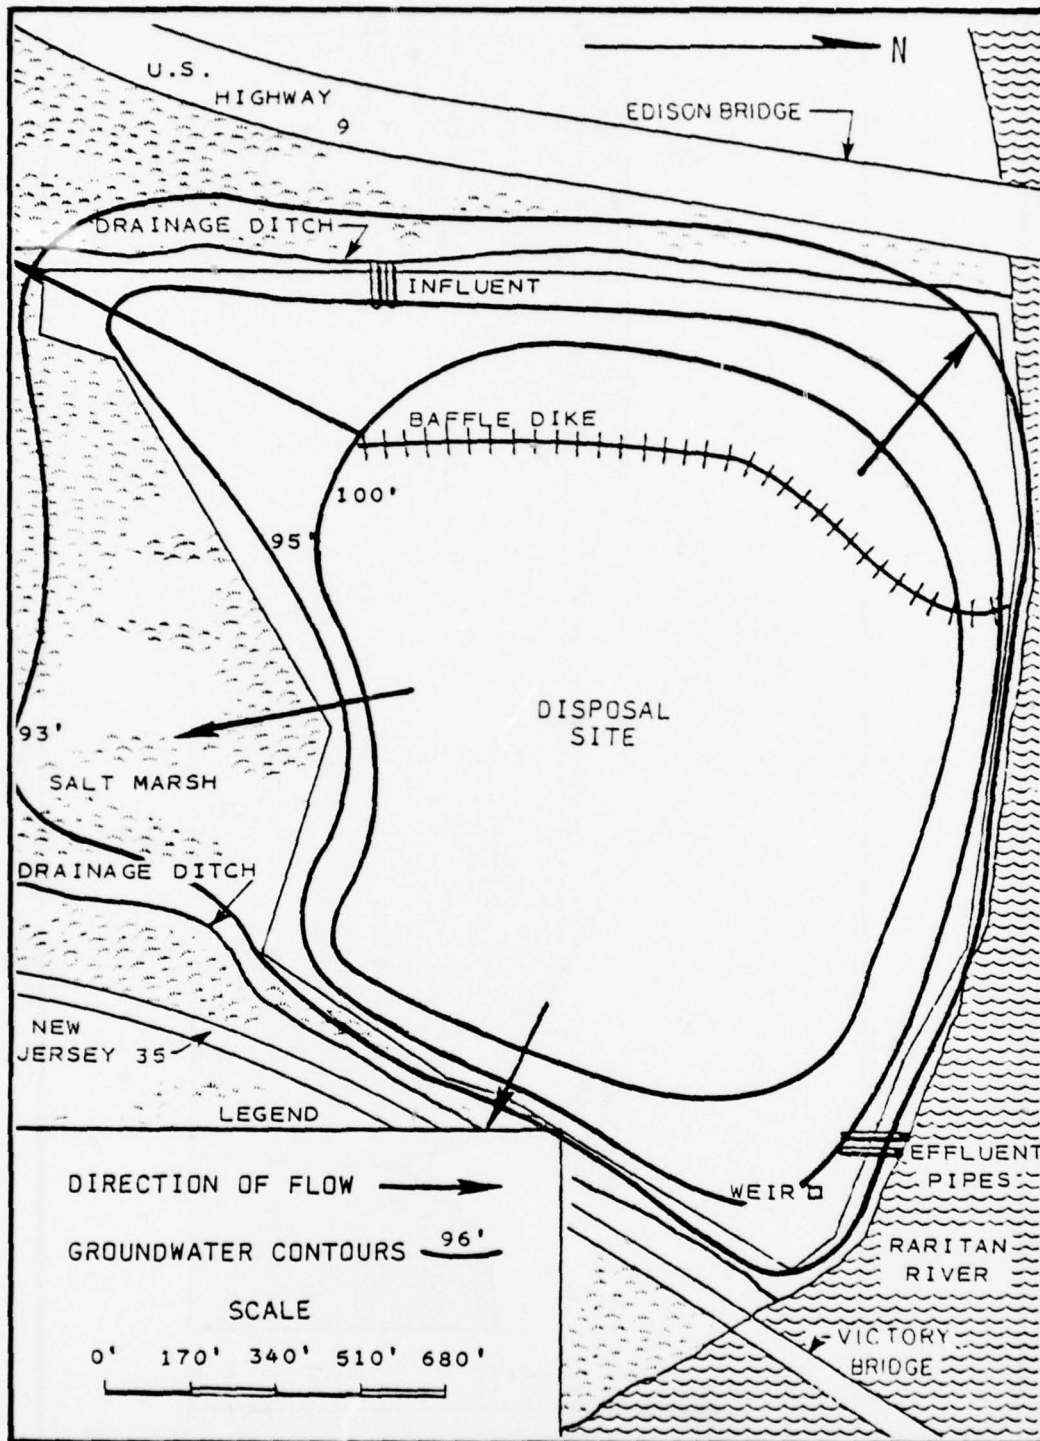 N
U.S.
HIGHWAY
9
EDISON BRIDGE
DRAINAGE DITCH
INFLUENT
BAFFLE DIKE
100'
95'
DISPOSAL
SITE
93'
SALT MARSH
DRAINAGE DITCH
NEW
JERSEY 35
LEGEND
DIRECTION OF FLOW
96'
GROUNDWATER CONTOURS
SCALE
0' 170' 340' 510' 680'
WEIR
EFFLUENT
PIPES
RARITAN
RIVER
VICTORY
BRIDGE